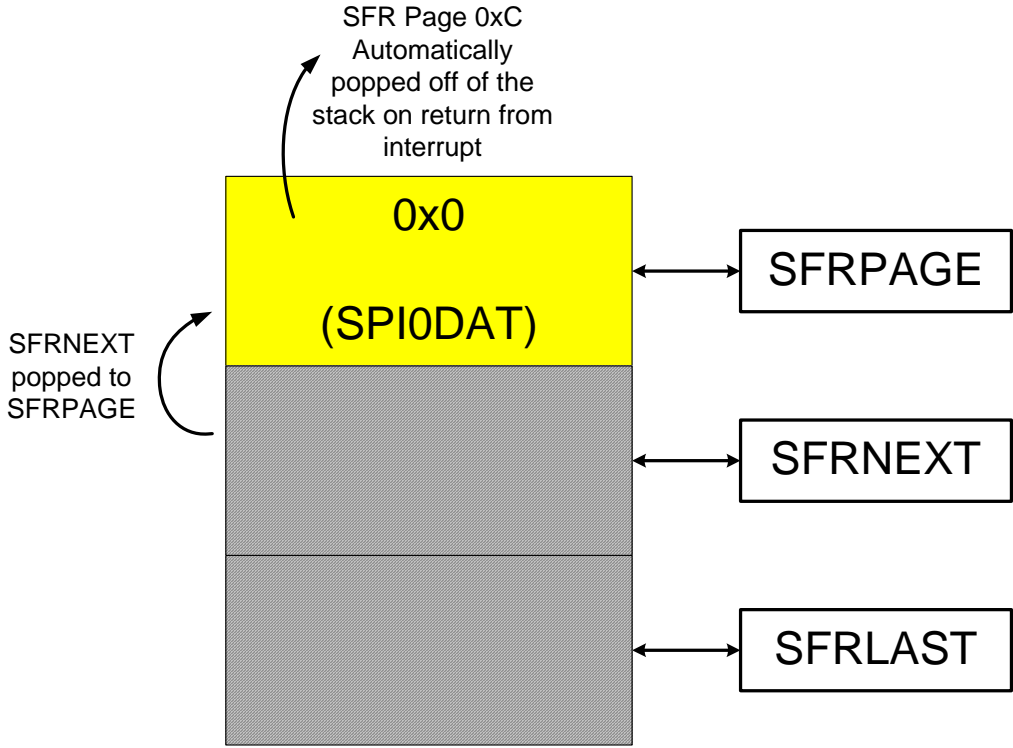 SFR Page 0xC
Automatically
popped off of the
stack on return from
interrupt
0x0
(SPI0DAT)
SFRPAGE
SFRNEXT
popped to
SFRPAGE
SFRNEXT
SFRLAST